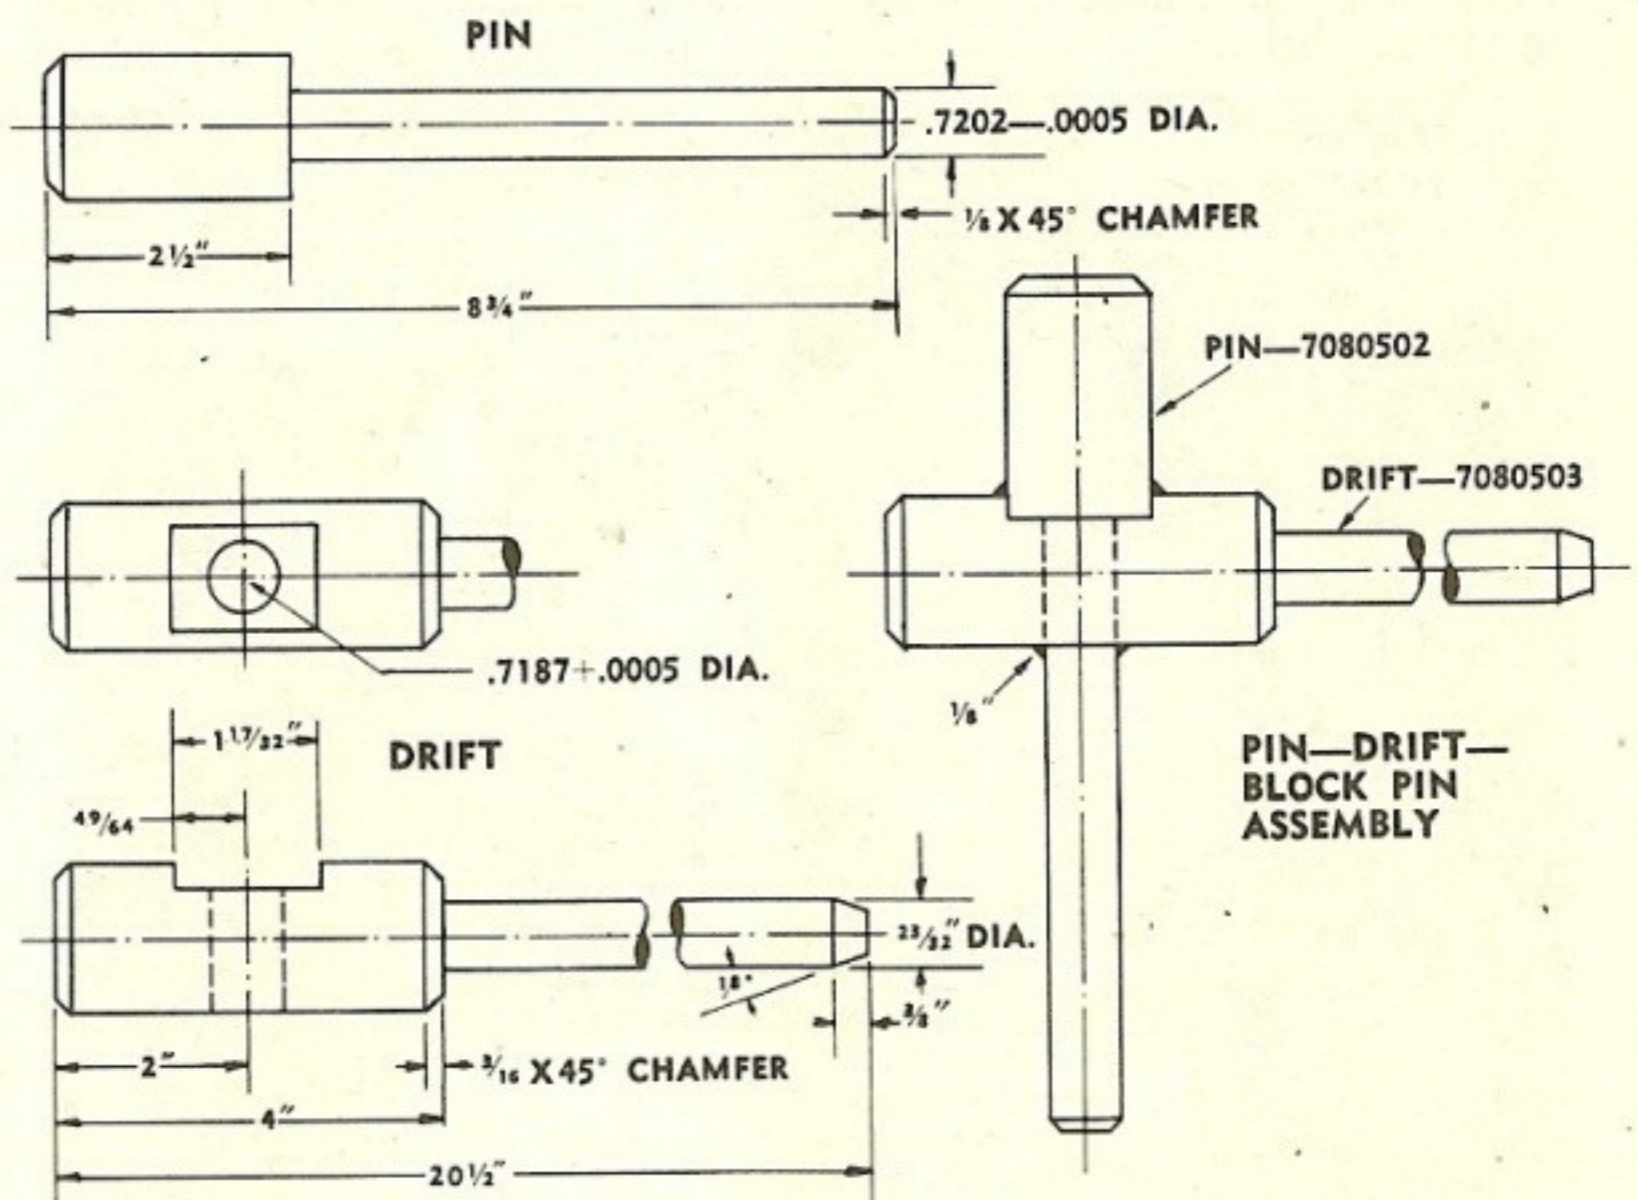 PIN
.7202—.0005 DIA.
⅛ X 45° CHAMFER
2½"
8¾"
PIN—7080502
DRIFT—7080503
.7187+.0005 DIA.
⅛"
1 17/32"
DRIFT
PIN—DRIFT—
BLOCK PIN
ASSEMBLY
49/64
23/32" DIA.
18°
⅜"
2"
3/16 X 45° CHAMFER
4"
20½"